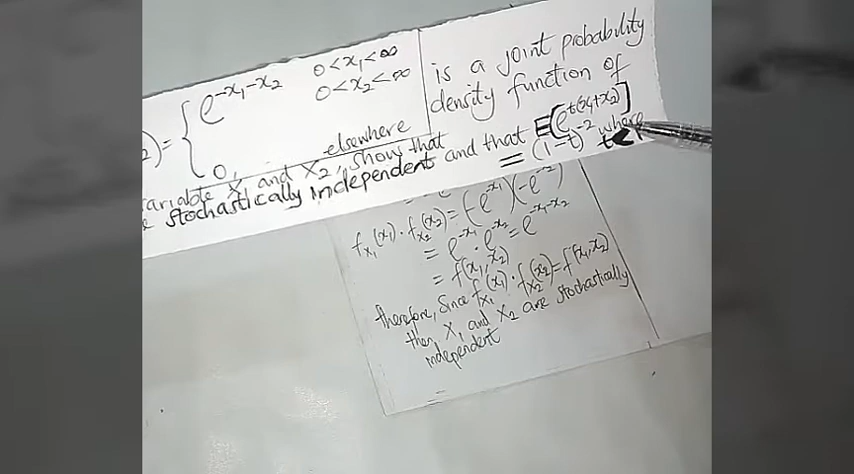 2) = { e^{-x_1-x_2} 0<x_1<∞
0<x_2<∞
0, elsewhere
is a joint probability
density function of
variable X_1 and X_2, show that
stochastically independent and that E[e^{t(x_1+x_2)}]
= (1-t)^{-2} where
t<
f_{X_1}(x_1) · f_{X_2}(x_2) = (-e^{-x_1})(-e^{-x_2})
= e^{-x_1} · e^{-x_2} = e^{-x_1-x_2}
= f(x_1, x_2)
therefore, Since f_{X_1}(x_1) · f_{X_2}(x_2) = f(x_1, x_2)
then X_1 and X_2 are stochastically
independent